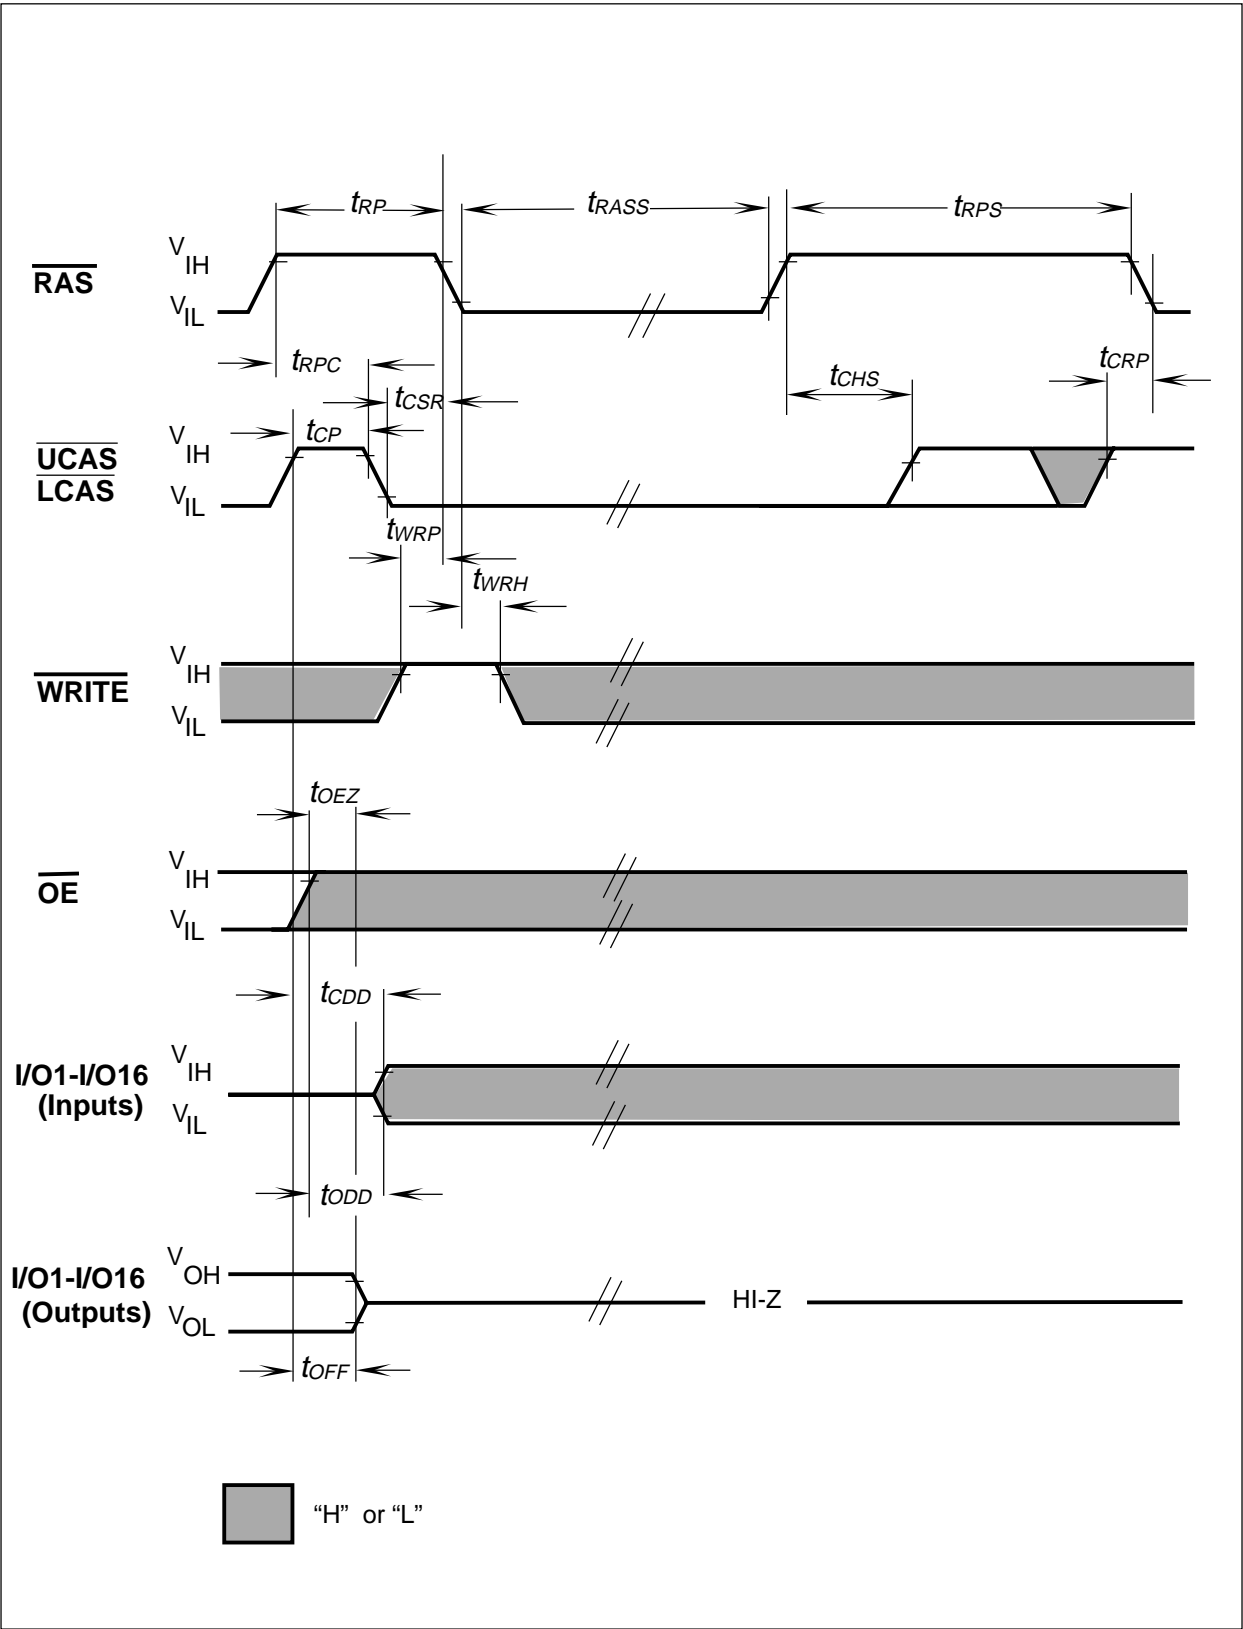 tRP
tRASS
tRPS
RAS
VIH
VIL
tRPC
tCHS
tCRP
tCSR
tCP
UCAS
LCAS
VIH
VIL
tWRP
tWRH
WRITE
VIH
VIL
tOEZ
OE
VIH
VIL
tCDD
I/O1-I/O16
(Inputs)
VIH
VIL
tODD
I/O1-I/O16
(Outputs)
VOH
VOL
HI-Z
tOFF
“H” or “L”